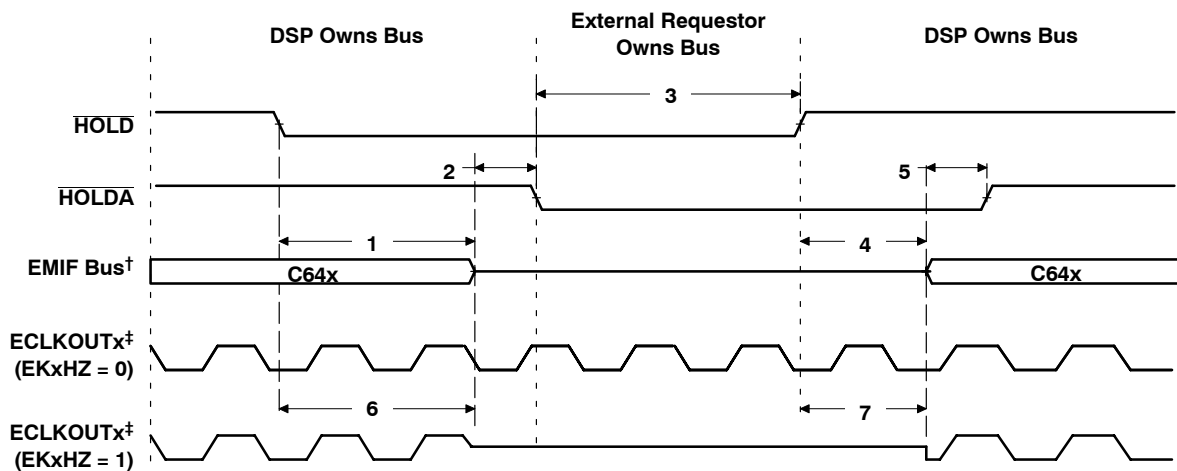 DSP Owns Bus
External Requestor
Owns Bus
DSP Owns Bus
3
HOLD
2
5
HOLDA
1
4
EMIF Bus†
C64x
C64x
ECLKOUTx‡
(EKxHZ = 0)
6
7
ECLKOUTx‡
(EKxHZ = 1)